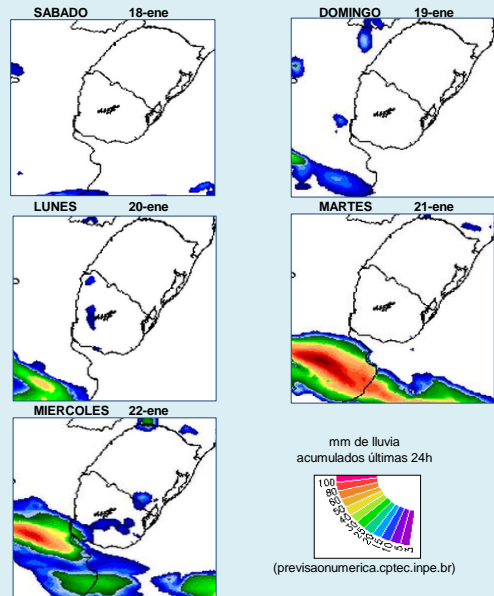 SABADO 18-ene
DOMINGO 19-ene
LUNES 20-ene
MARTES 21-ene
MIERCOLES 22-ene
mm de lluvia
acumulados últimas 24h
100
80
(previsaonumerica.cptec.inpe.br)